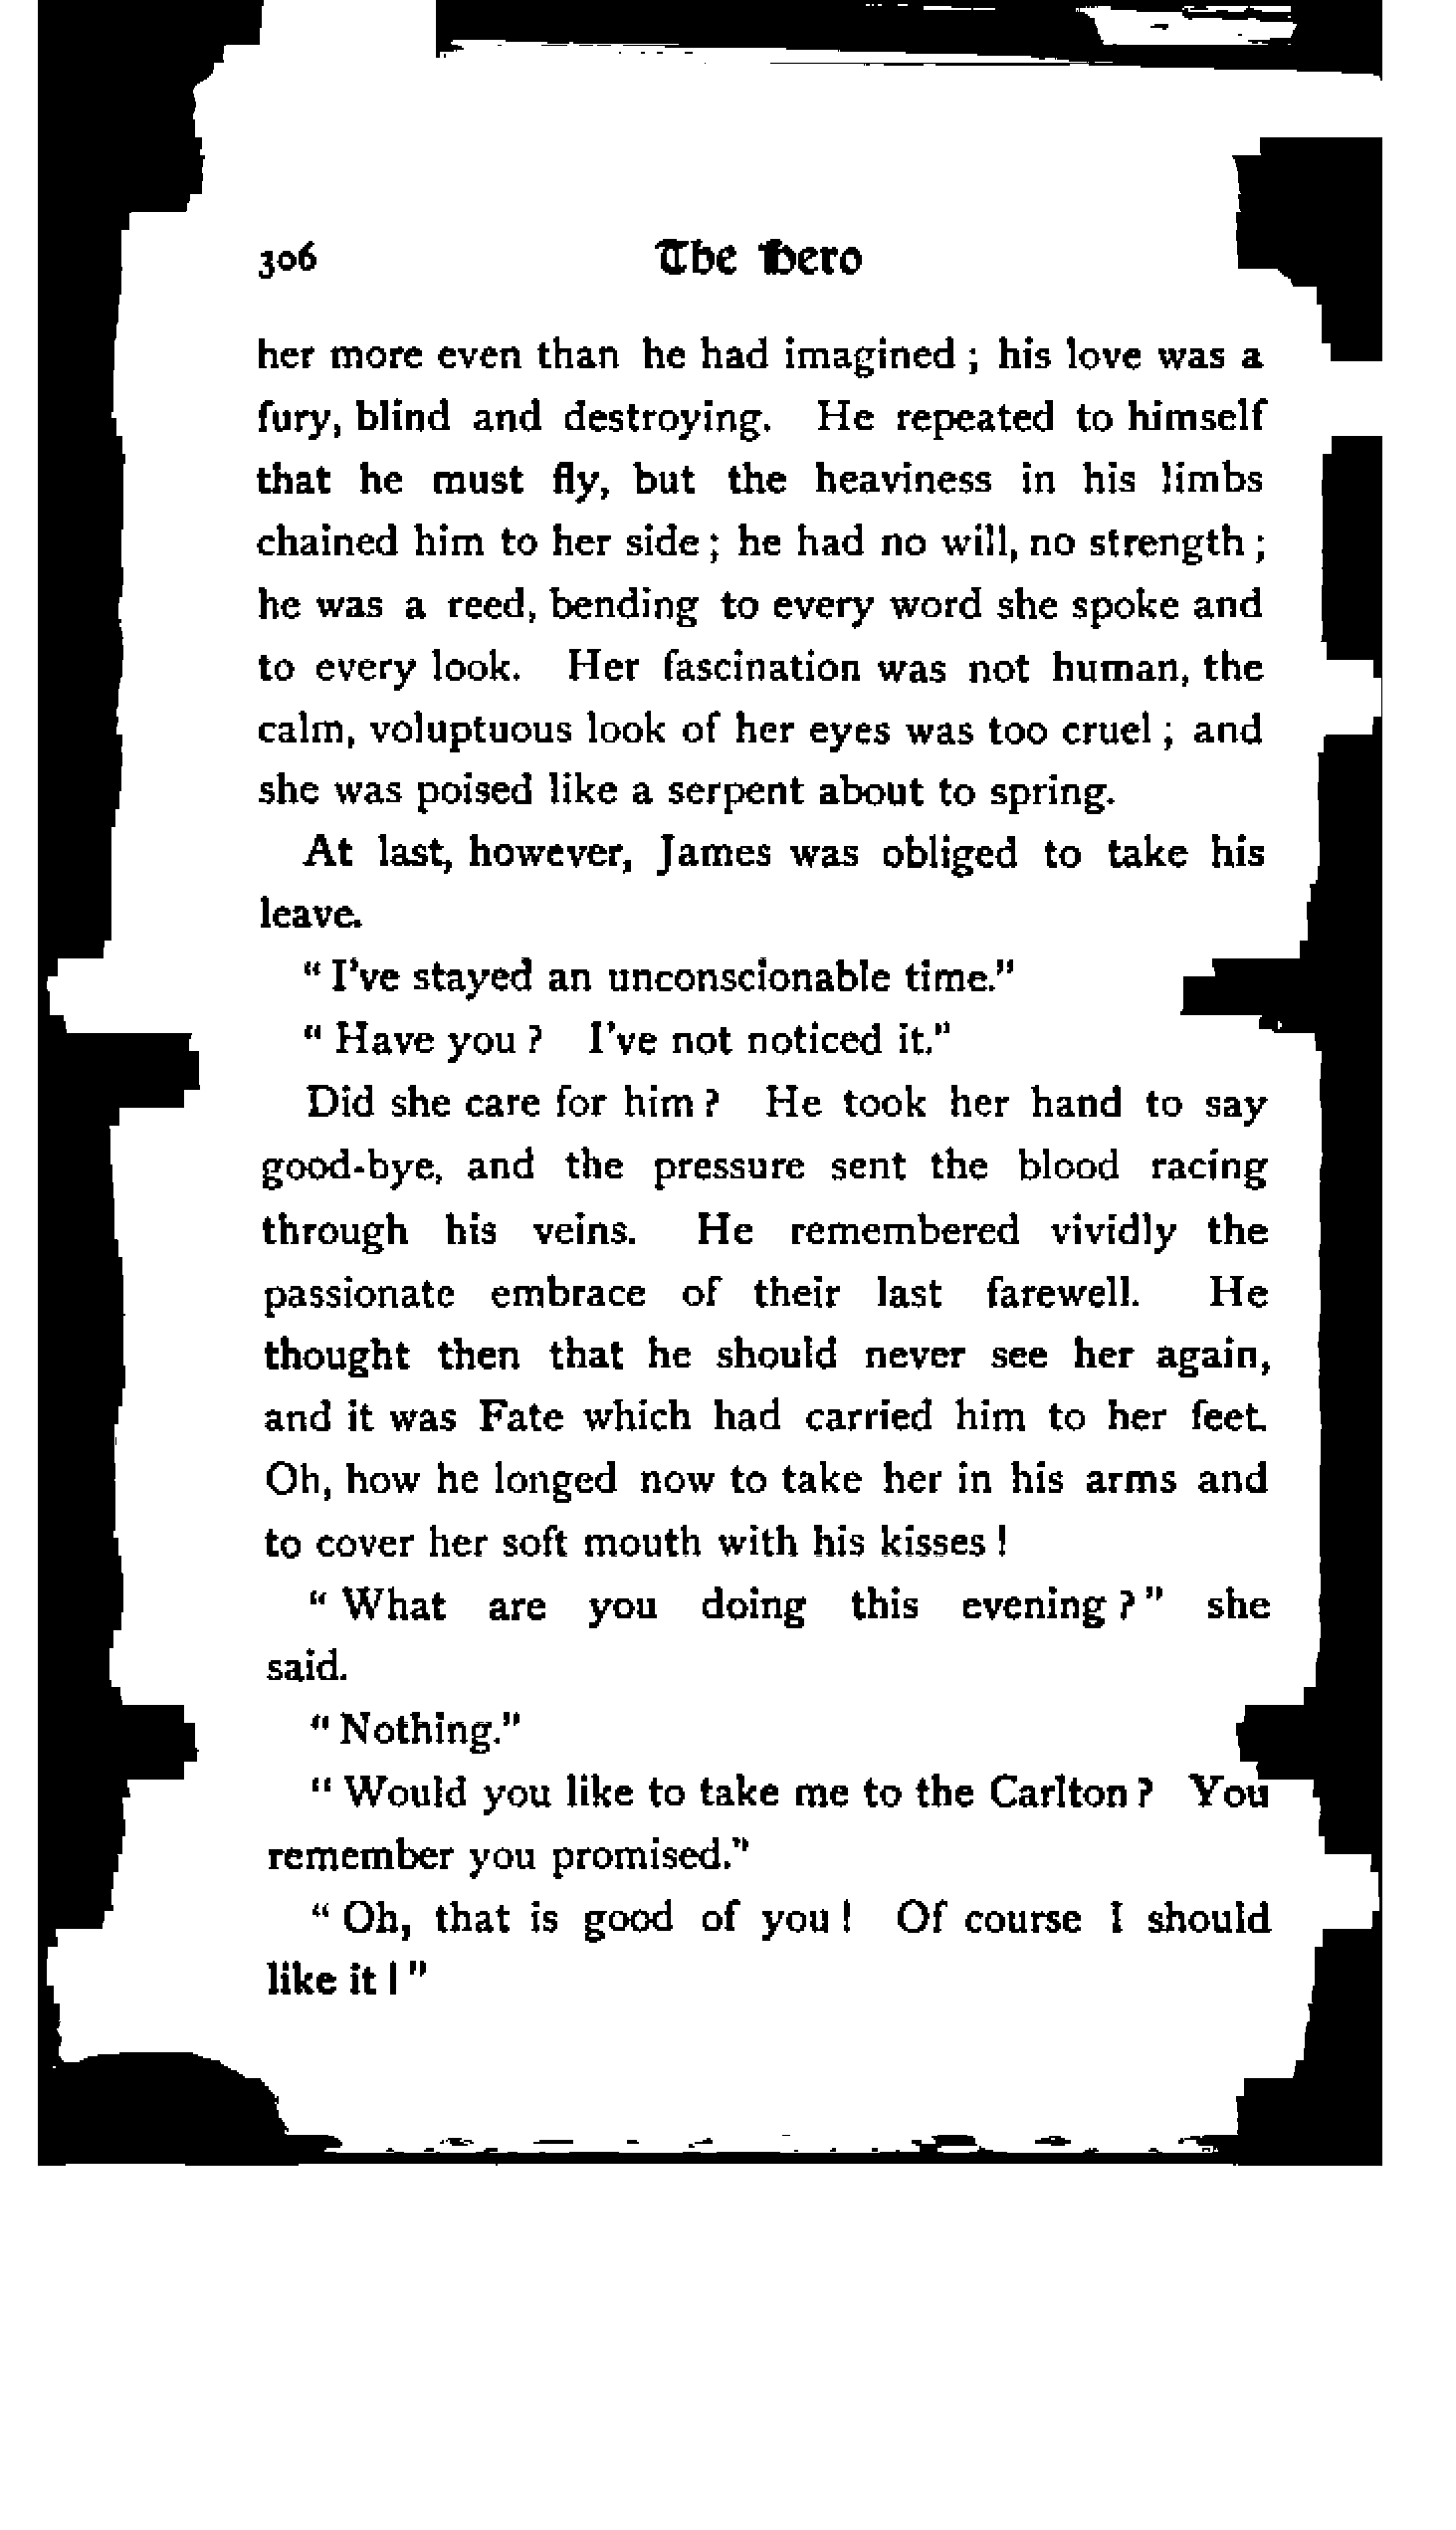 306 The Hero
her more even than he had imagined ; his love was a
fury, blind and destroying. He repeated to himself
that he must fly, but the heaviness in his limbs
chained him to her side ; he had no will, no strength ;
he was a reed, bending to every word she spoke and
to every look. Her fascination was not human, the
calm, voluptuous look of her eyes was too cruel ; and
she was poised like a serpent about to spring.
At last, however, James was obliged to take his
leave.
“ I’ve stayed an unconscionable time.”
“ Have you ? I’ve not noticed it.”
Did she care for him ? He took her hand to say
good-bye, and the pressure sent the blood racing
through his veins. He remembered vividly the
passionate embrace of their last farewell. He
thought then that he should never see her again,
and it was Fate which had carried him to her feet.
Oh, how he longed now to take her in his arms and
to cover her soft mouth with his kisses !
“ What are you doing this evening ? ” she
said.
“ Nothing.”
“ Would you like to take me to the Carlton ? You
remember you promised.”
“ Oh, that is good of you ! Of course I should
like it ! ”